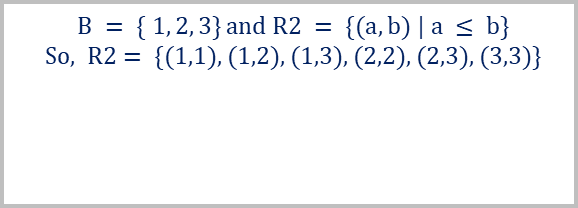 B = { 1, 2, 3} and R2 = {(a, b) | a ≤ b}
So, R2 = {(1,1), (1,2), (1,3), (2,2), (2,3), (3,3)}